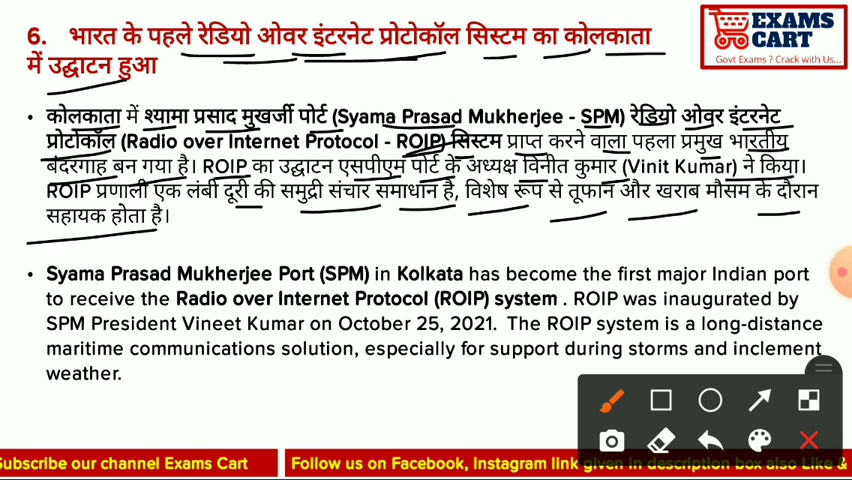 6. भारत के पहले रेडियो ओवर इंटरनेट प्रोटोकॉल सिस्टम का कोलकाता
में उद्घाटन हुआ
EXAMS
CART
Govt Exams ? Crack with Us...
• कोलकाता में श्यामा प्रसाद मुखर्जी पोर्ट (Syama Prasad Mukherjee - SPM) रेडियो ओवर इंटरनेट
प्रोटोकॉल (Radio over Internet Protocol - ROIP) सिस्टम प्राप्त करने वाला पहला प्रमुख भारतीय
बंदरगाह बन गया है। ROIP का उद्घाटन एसपीएम पोर्ट के अध्यक्ष विनीत कुमार (Vinit Kumar) ने किया।
ROIP प्रणाली एक लंबी दूरी की समुद्री संचार समाधान है, विशेष रूप से तूफान और खराब मौसम के दौरान
सहायक होता है।
• Syama Prasad Mukherjee Port (SPM) in Kolkata has become the first major Indian port
to receive the Radio over Internet Protocol (ROIP) system . ROIP was inaugurated by
SPM President Vineet Kumar on October 25, 2021. The ROIP system is a long-distance
maritime communications solution, especially for support during storms and inclement
weather.
Subscribe our channel Exams Cart
Follow us on Facebook, Instagram link given in description box also Like &